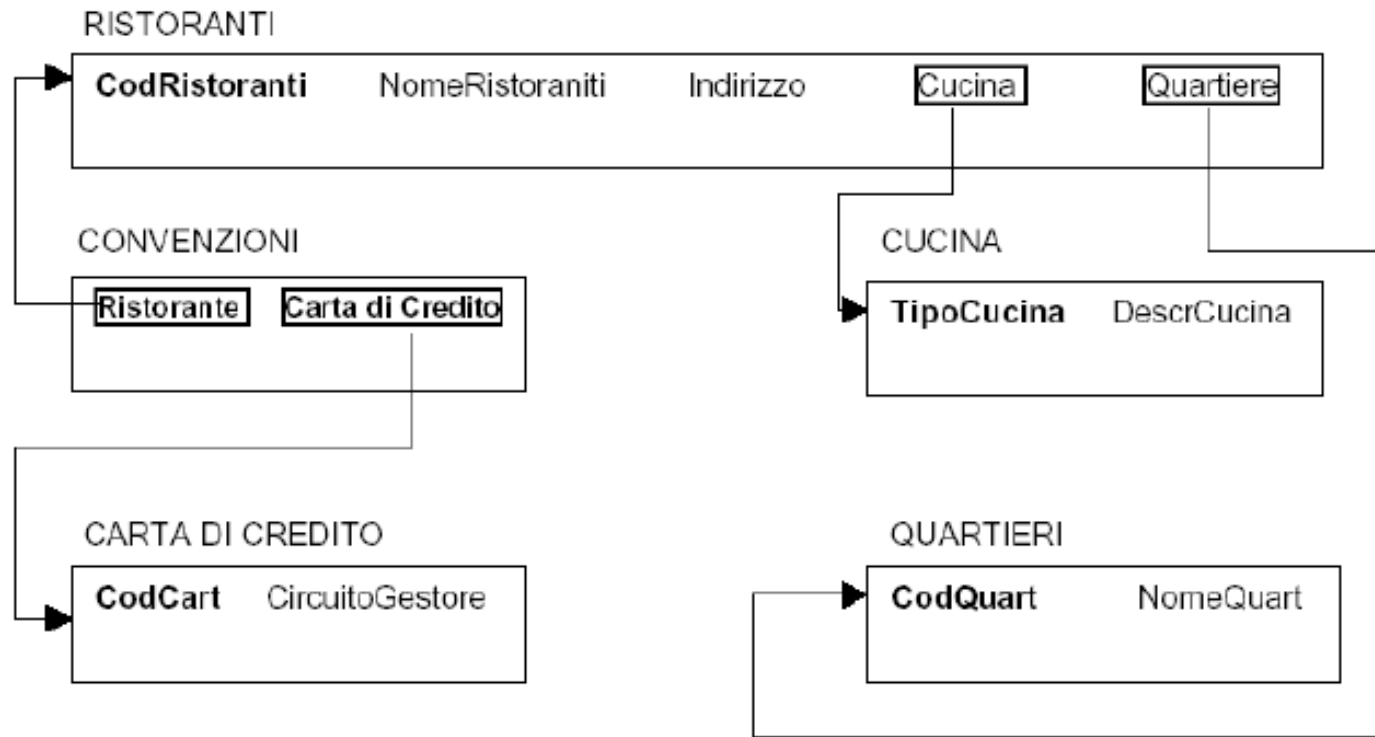 RISTORANTI
CodRistoranti NomeRistoraniti Indirizzo Cucina Quartiere
CONVENZIONI
Ristorante Carta di Credito
CUCINA
TipoCucina DescrCucina
CARTA DI CREDITO
CodCart CircuitoGestore
QUARTIERI
CodQuart NomeQuart